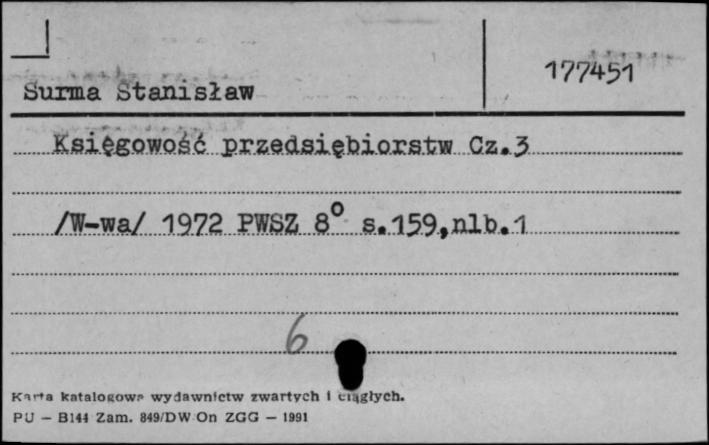 177451
Surma Stanisław
Księgowość przedsiębiorstw Cz.3
/W-wa/ 1972 PWSZ 8° s.159,nlb.1
6
Karta katalogowa wydawnictw zwartych i ciągłych.
PU — B144 Zam. 849/DW On ZGG — 1991